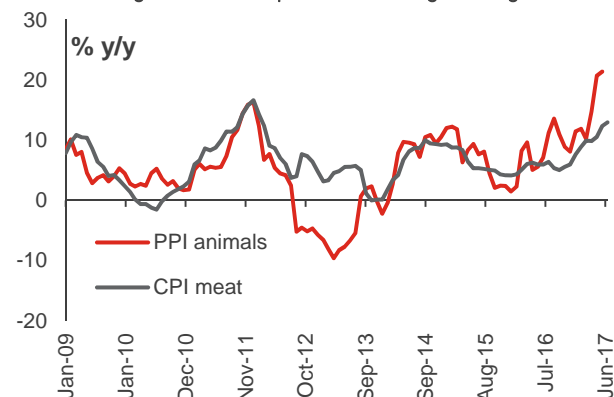 30
% y/y
20
10
0
-10
-20
PPI animals
CPI meat
Jan-09
Jan-10
Dec-10
Nov-11
Oct-12
Sep-13
Sep-14
Aug-15
Jul-16
Jun-17